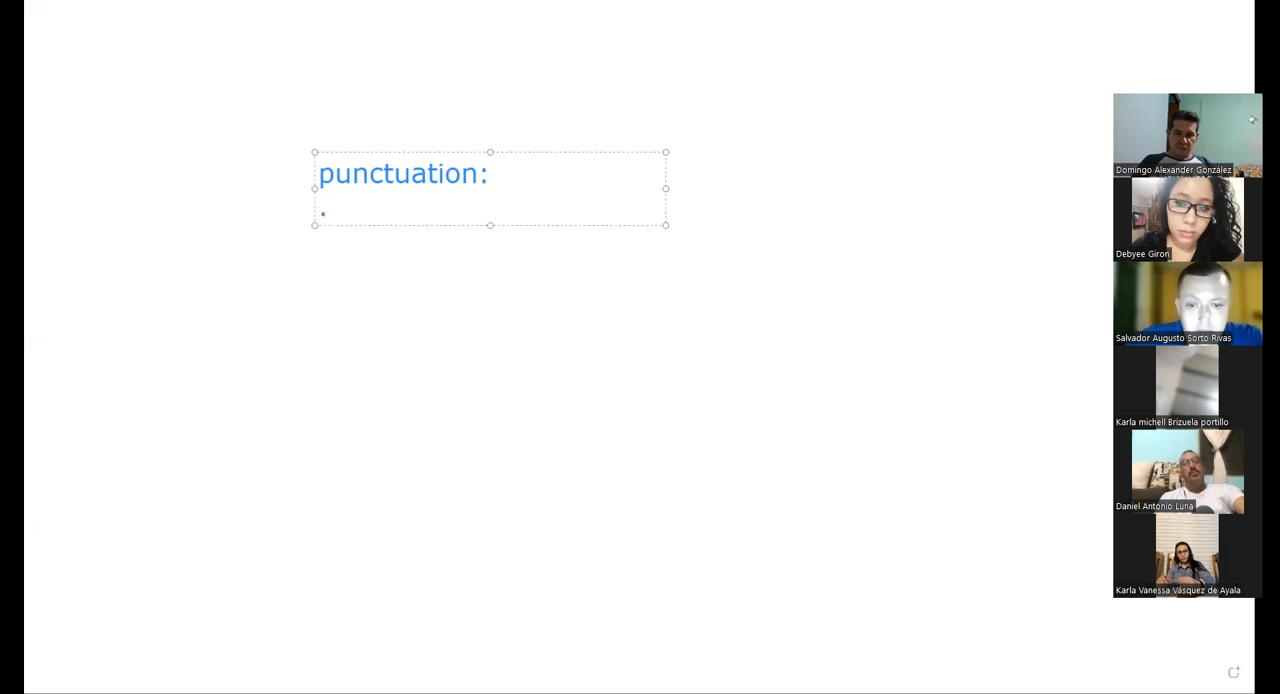 punctuation:
.
Domingo Alexander González
Debyee Giron
Salvador Augusto Sorto Rivas
Karla michell Brizuela portillo
Daniel Antonio Luna
Karla Vanessa Vásquez de Ayala